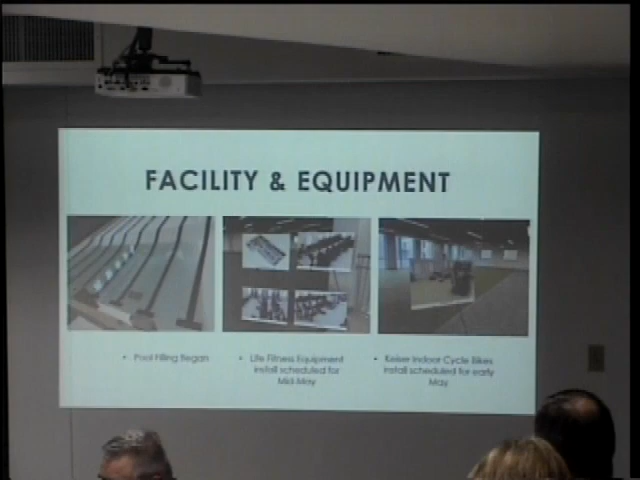 FACILITY & EQUIPMENT
• Pool Filling Began
• Life Fitness Equipment
install scheduled for
Mid-May
• Keiser Indoor Cycle Bikes
install scheduled for early
May